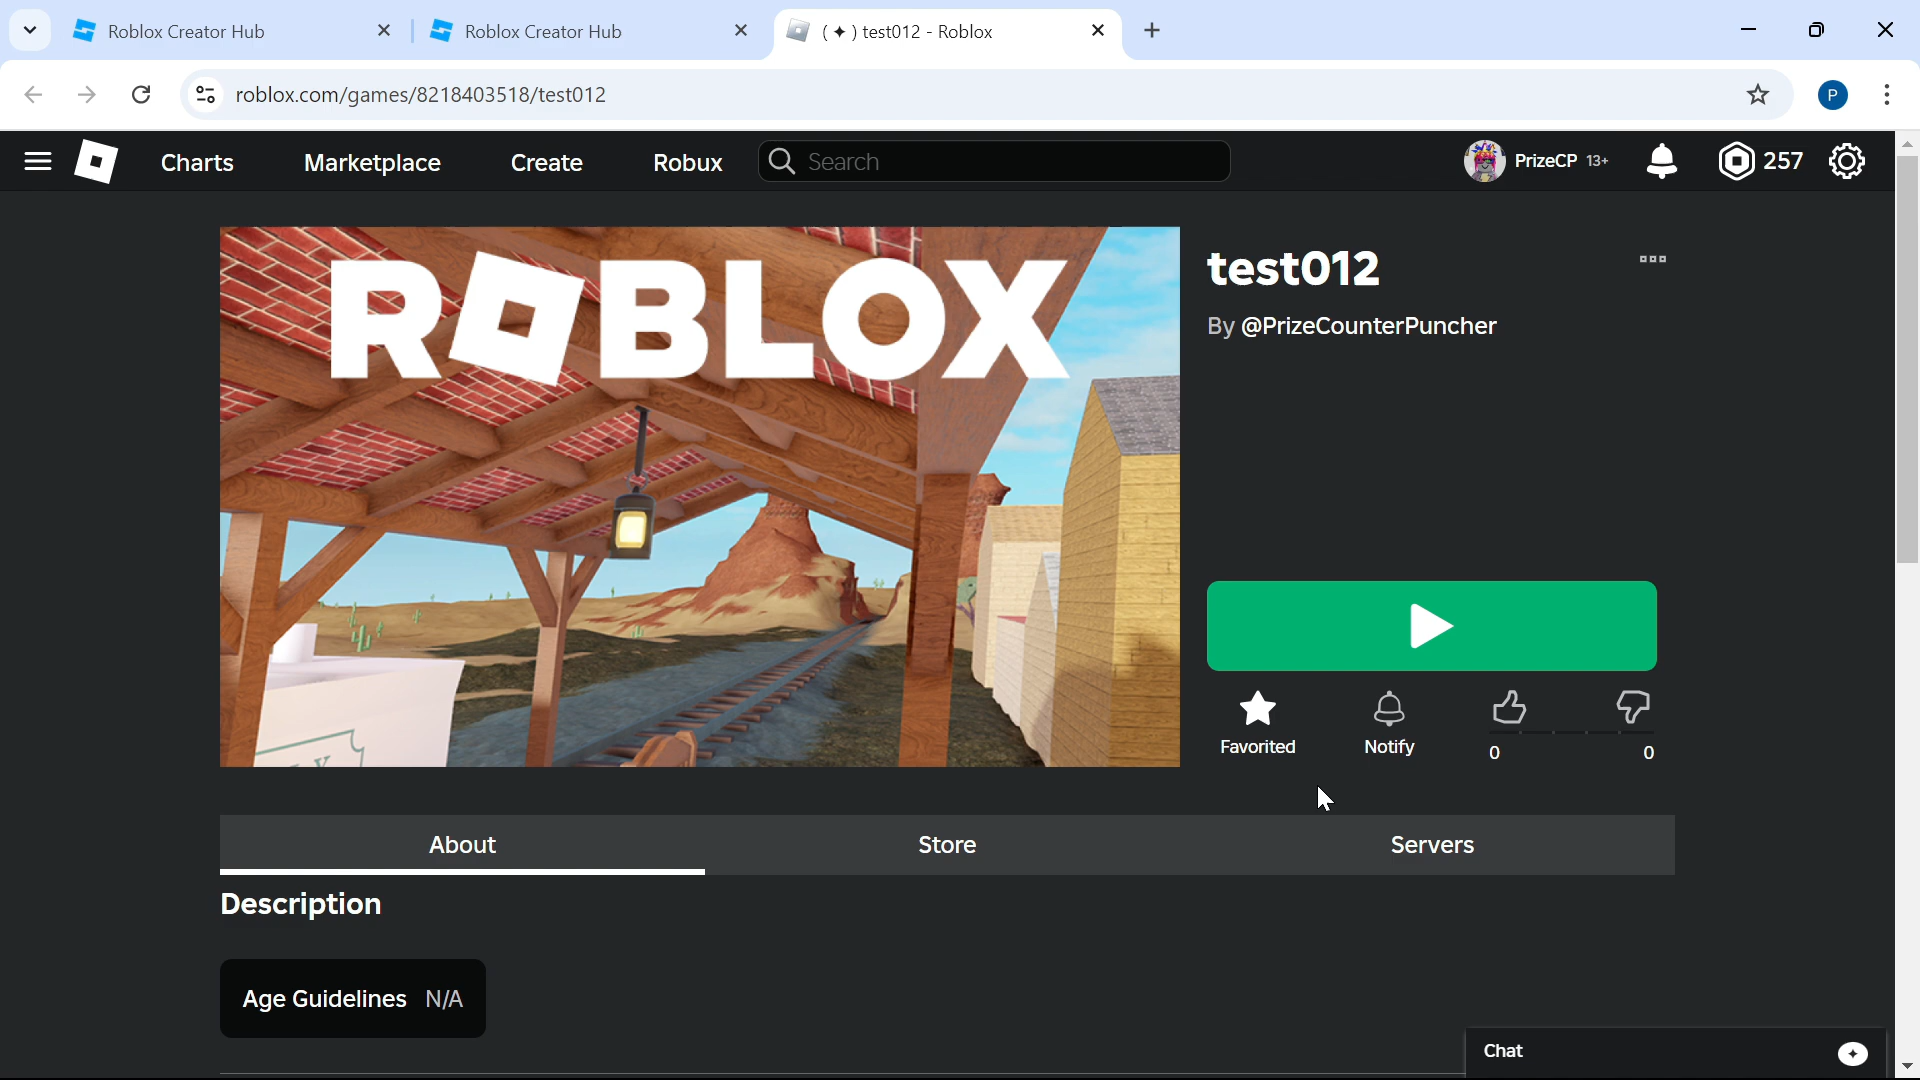 Roblox Creator Hub
Roblox Creator Hub
( ✦ ) test012 - Roblox
roblox.com/games/8218403518/test012
P
Charts
Marketplace
Create
Robux
Search
PrizeCP 13+
257
ROBLOX
test012
By @PrizeCounterPuncher
Favorited
Notify
0
0
About
Store
Servers
Description
Age Guidelines N/A
Chat